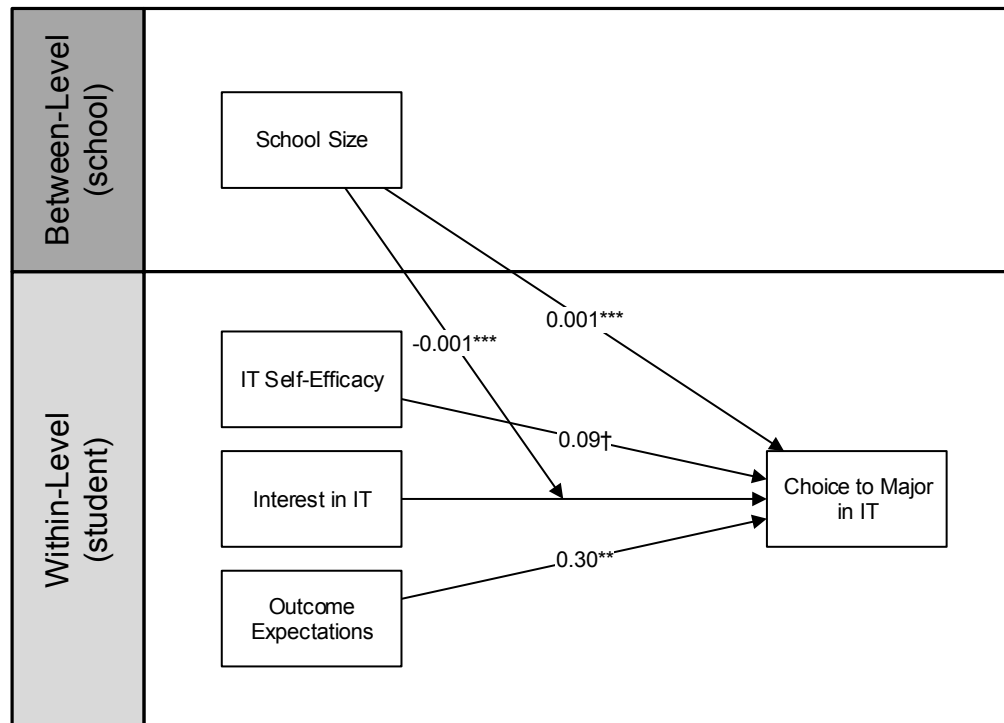 Between-Level
(school)
School Size
0.001***
-0.001***
Within-Level
(student)
IT Self-Efficacy
0.09†
Interest in IT
Choice to Major
in IT
0.30**
Outcome
Expectations